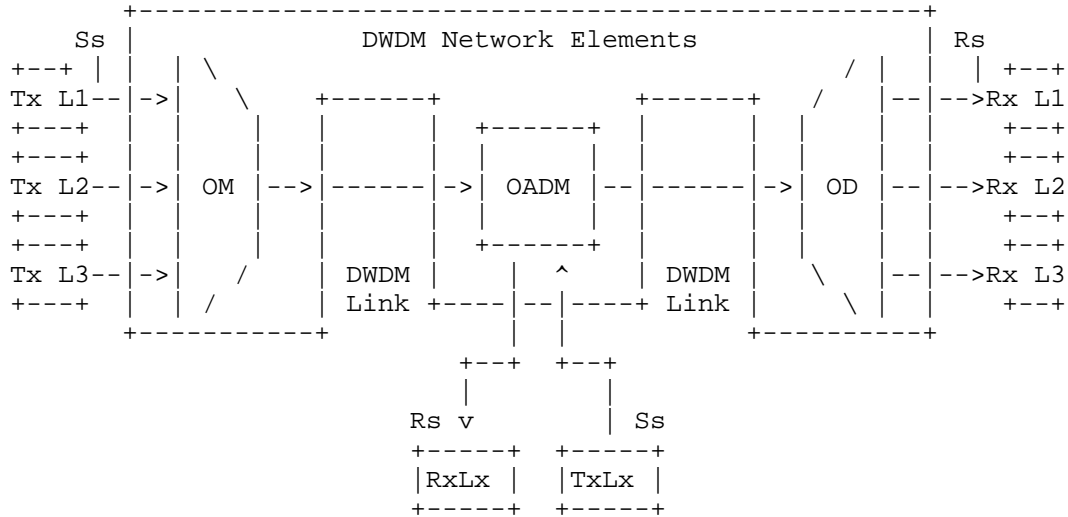 DWDM Network Elements
Ss Rs
Tx L1 Rx L1
Tx L2 OM OADM OD Rx L2
Tx L3 DWDM DWDM Rx L3
Link Link
Rs v Ss
RxLx TxLx